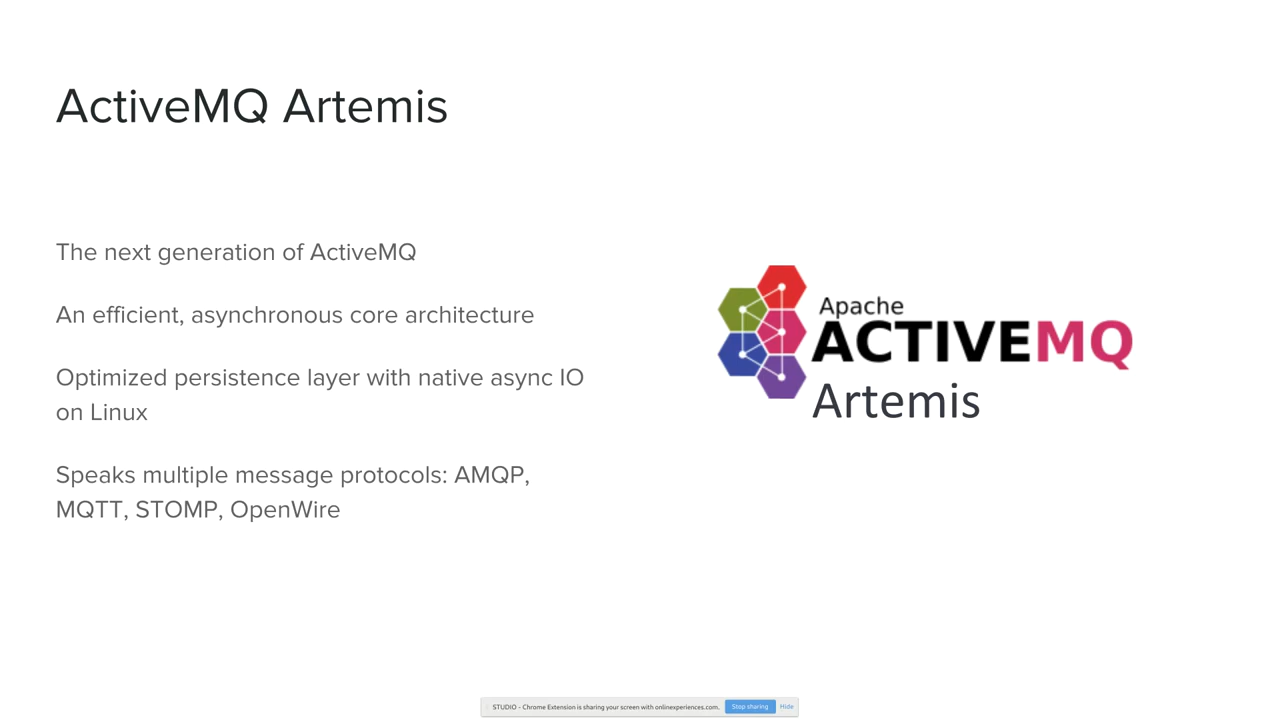 ActiveMQ Artemis
The next generation of ActiveMQ
An efficient, asynchronous core architecture
Optimized persistence layer with native async IO
on Linux
Speaks multiple message protocols: AMQP,
MQTT, STOMP, OpenWire
Apache
ACTIVEMQ
Artemis
STUDIO - Chrome Extension is sharing your screen with onlinexperiences.com.
Stop sharing
Hide